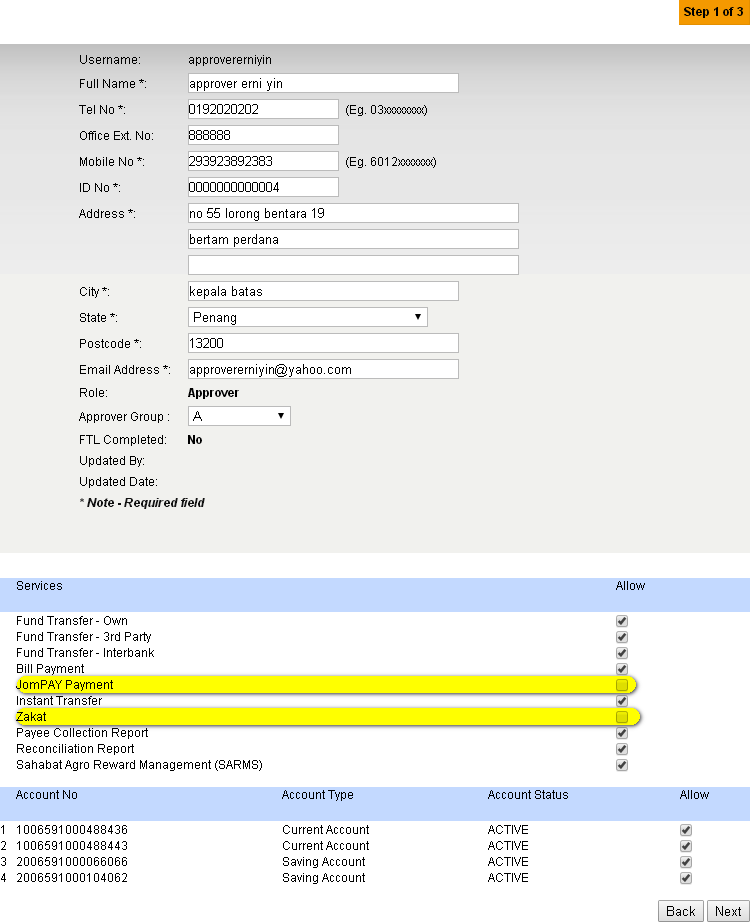 Step 1 of 3
Username: approvererniyin
Full Name *: approver erni yin
Tel No *: 0192020202 (Eg. 03xxxxxxxx)
Office Ext. No: 888888
Mobile No *: 293923892383 (Eg. 6012xxxxxxx)
ID No *: 0000000000004
Address *: no 55 lorong bentara 19
bertam perdana
City *: kepala batas
State *: Penang
Postcode *: 13200
Email Address *: approvererniyin@yahoo.com
Role: Approver
Approver Group : A
FTL Completed: No
Updated By:
Updated Date:
* Note - Required field
Services Allow
Fund Transfer - Own
Fund Transfer - 3rd Party
Fund Transfer - Interbank
Bill Payment
JomPAY Payment
Instant Transfer
Zakat
Payee Collection Report
Reconciliation Report
Sahabat Agro Reward Management (SARMS)
Account No Account Type Account Status Allow
1 1006591000488436 Current Account ACTIVE
2 1006591000488443 Current Account ACTIVE
3 2006591000066066 Saving Account ACTIVE
4 2006591000104062 Saving Account ACTIVE
Back Next